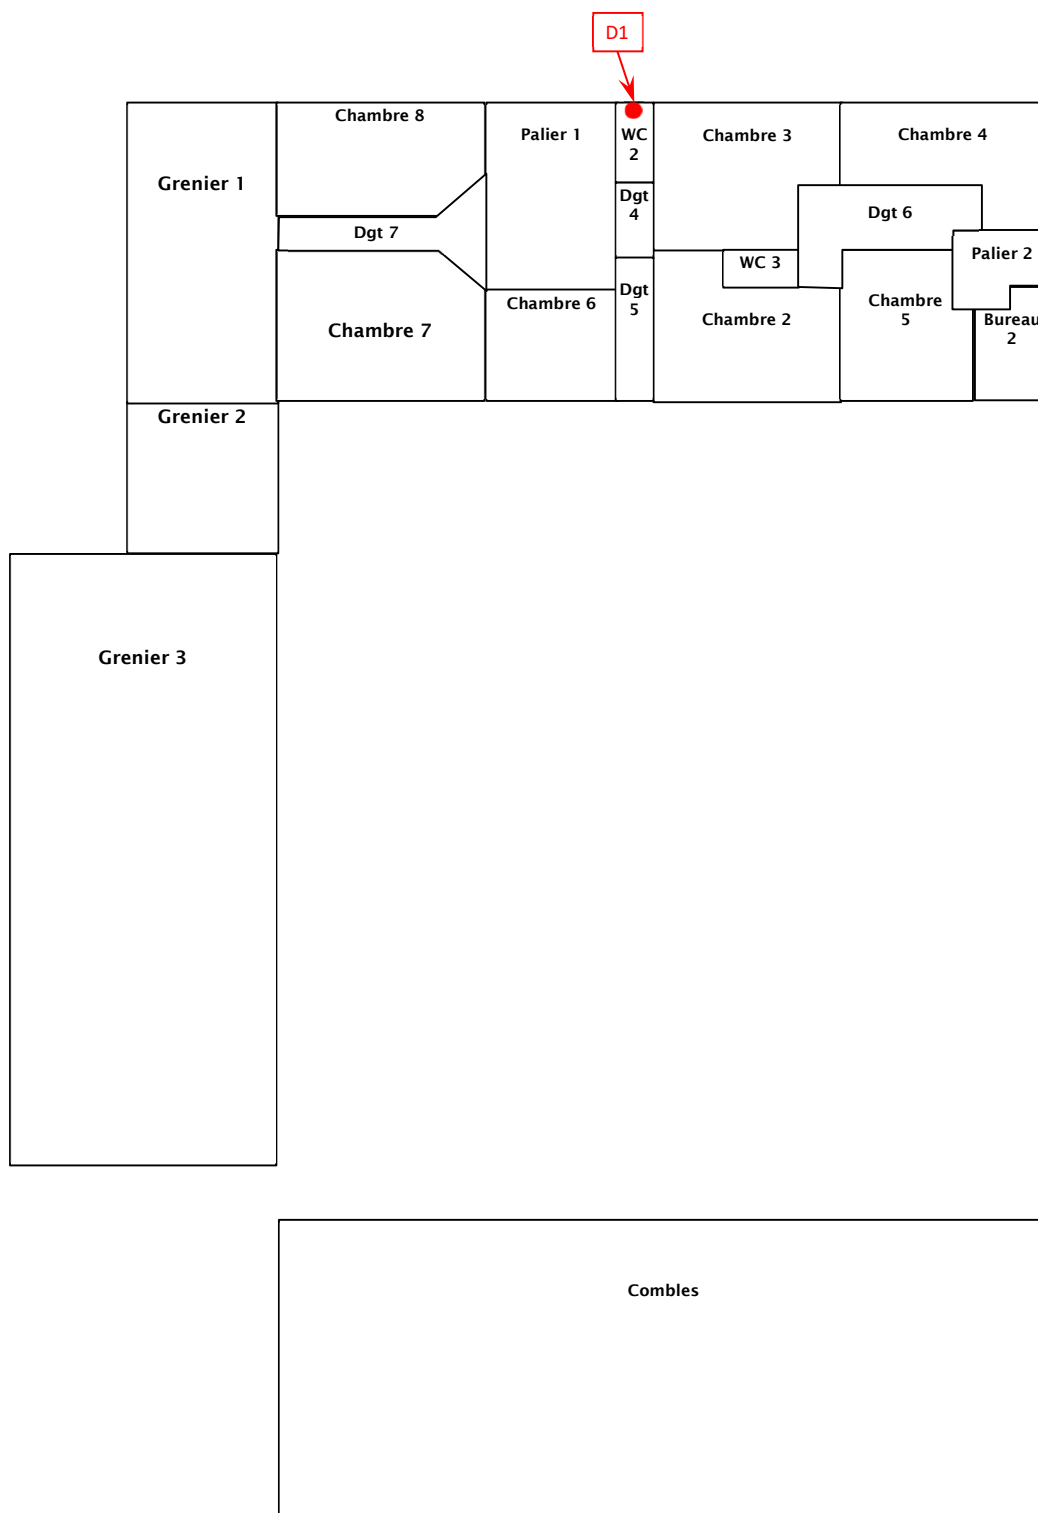 D1
Chambre 8
Palier 1
WC
2
Chambre 3
Chambre 4
Grenier 1
Dgt
4
Dgt 6
Dgt 7
Palier 2
WC 3
Dgt
5
Chambre 6
Chambre
5
Chambre 7
Chambre 2
Bureau
2
Grenier 2
Grenier 3
Combles